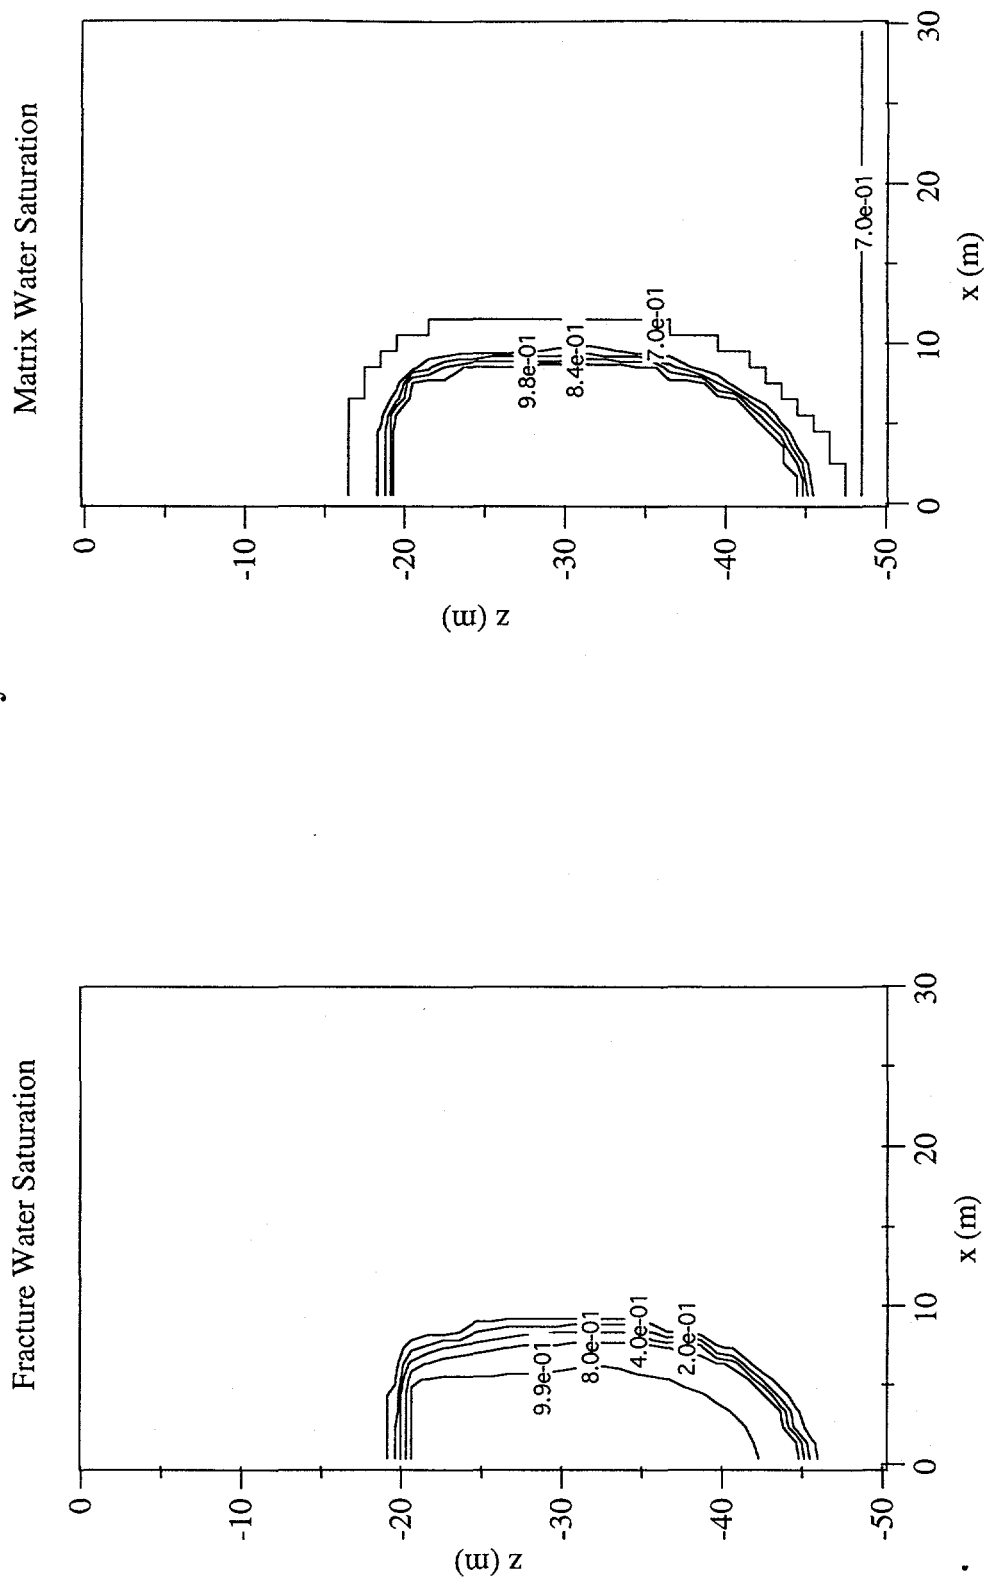 Fracture Water Saturation
z (m)
0
-10
-20
-30
-40
-50
9.9e-01
8.0e-01
4.0e-01
2.0e-01
0
10
20
30
x (m)
Matrix Water Saturation
z (m)
0
-10
-20
-30
-40
-50
9.8e-01
8.4e-01
7.0e-01
7.0e-01
0
10
20
30
x (m)